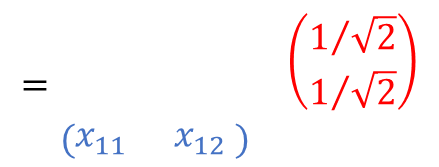 (1/√2
1/√2)
=
(x₁₁ x₁₂ )